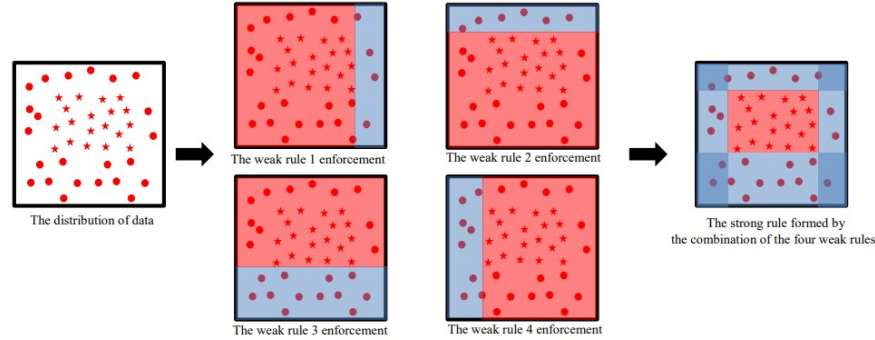 The weak rule 1 enforcement
The weak rule 2 enforcement
The distribution of data
The strong rule formed by
the combination of the four weak rules
The weak rule 3 enforcement
The weak rule 4 enforcement